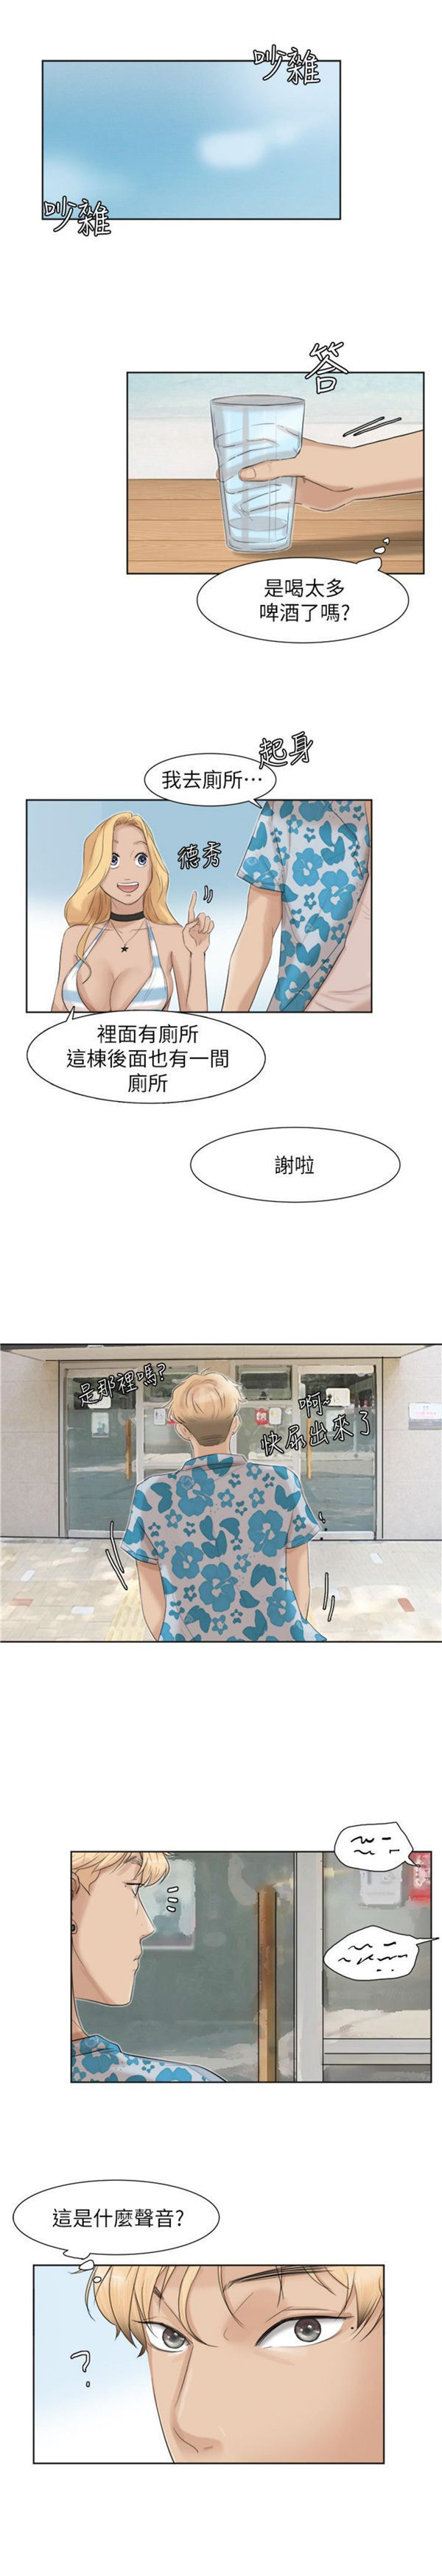 吵雜
吵雜
答
是喝太多
啤酒了嗎?
起身
我去廁所⋯
德秀
裡面有廁所
這棟後面也有一間
廁所
謝啦
是那裡嗎?
啊~
快尿出來了
這是什麼聲音?
?